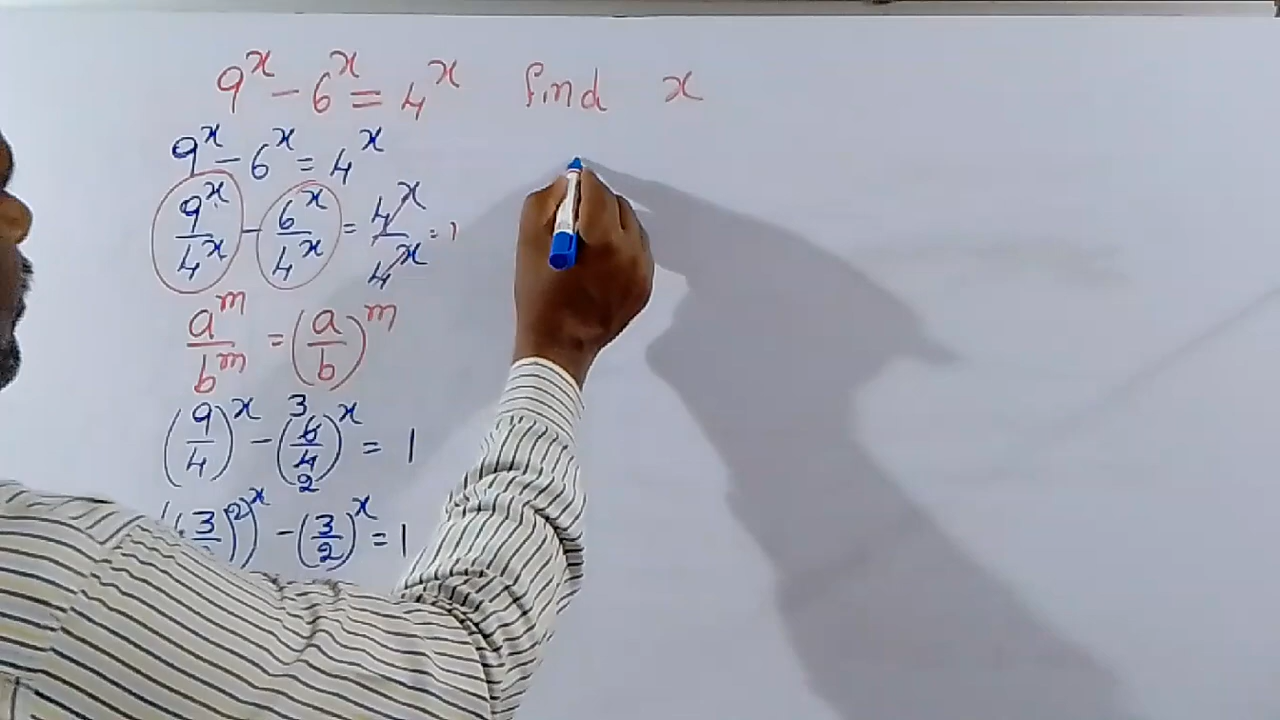 9^x - 6^x = 4^x find x
9^x - 6^x = 4^x
9^x/4^x - 6^x/4^x = 4^x/4^x = 1
a^m/b^m = (a/b)^m
3
(9/4)^x - (6/4)^x = 1
2
((3/ )^2)^x - (3/2)^x = 1